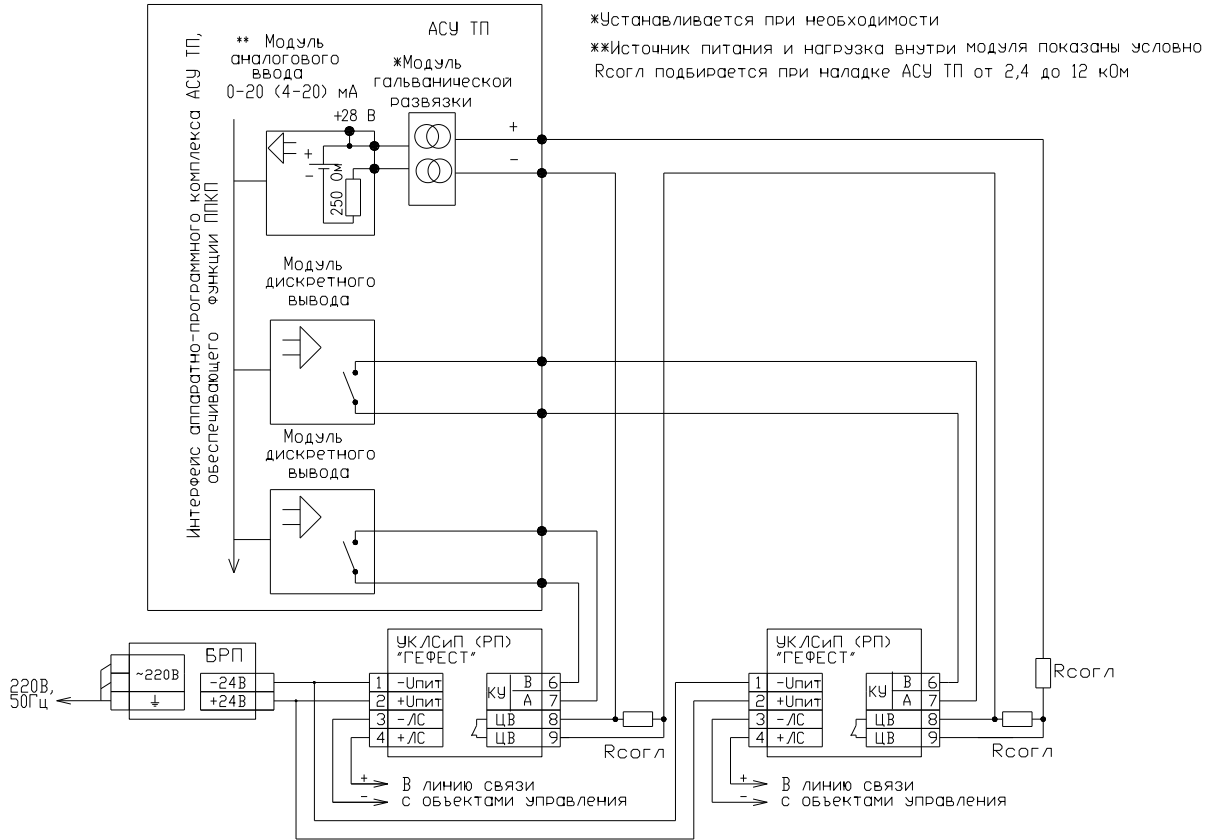 *Устанавливается при необходимости
**Источник питания и нагрузка внутри модуля показаны условно
Rсогл подбирается при наладке АСУ ТП от 2,4 до 12 кОм
АСУ ТП
Интерфейс аппаратно-программного комплекса АСУ ТП,
обеспечивающего функции ППКП
** Модуль
аналогового
ввода
0-20 (4-20) мА
*Модуль
гальванической
развязки
+28 В
+
-
250 Ом
+
-
Модуль
дискретного
вывода
Модуль
дискретного
вывода
220В,
50Гц
БРП
~220В
-24В
+24В
УКЛСиП (РП)
"ГЕФЕСТ"
1 -Uпит
2 +Uпит
3 -ЛС
4 +ЛС
КУ
В 6
А 7
ЦВ 8
ЦВ 9
Rсогл
+
-
В линию связи
с объектами управления
УКЛСиП (РП)
"ГЕФЕСТ"
1 -Uпит
2 +Uпит
3 -ЛС
4 +ЛС
КУ
В 6
А 7
ЦВ 8
ЦВ 9
Rсогл
Rсогл
+
-
В линию связи
с объектами управления